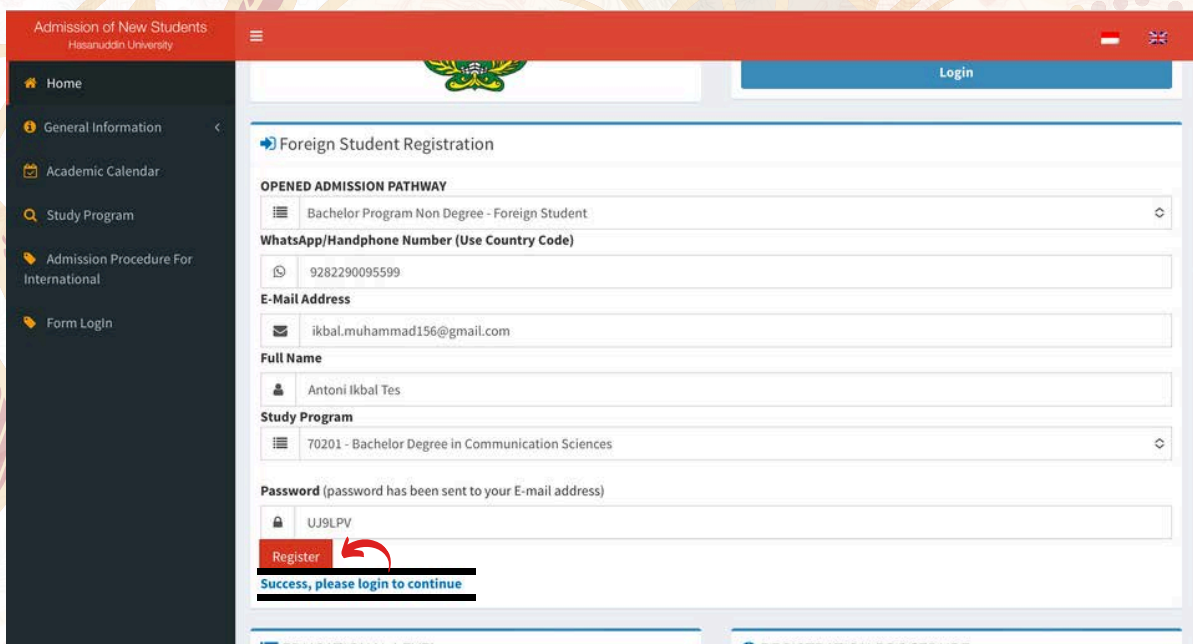 Admission of New Students
Hasanuddin University
Home
General Information
Academic Calendar
Study Program
Admission Procedure For
International
Form LogIn
Login
Foreign Student Registration
OPENED ADMISSION PATHWAY
Bachelor Program Non Degree - Foreign Student
WhatsApp/Handphone Number (Use Country Code)
9282290095599
E-Mail Address
ikbal.muhammad156@gmail.com
Full Name
Antoni Ikbal Tes
Study Program
70201 - Bachelor Degree in Communication Sciences
Password (password has been sent to your E-mail address)
UJ9LPV
Register
Success, please login to continue